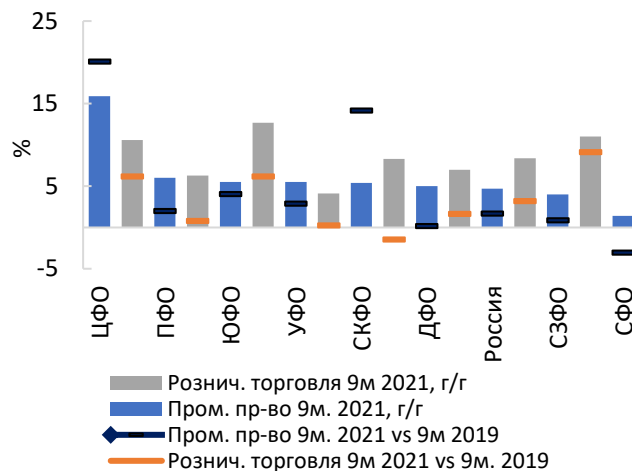 25
15
5
-5
%
ЦФО
ПФО
ЮФО
УФО
СКФО
ДФО
Россия
СЗФО
СФО
Рознич. торговля 9м 2021, г/г
Пром. пр-во 9м. 2021, г/г
Пром. пр-во 9м. 2021 vs 9м 2019
Рознич. торговля 9м 2021 vs 9м. 2019